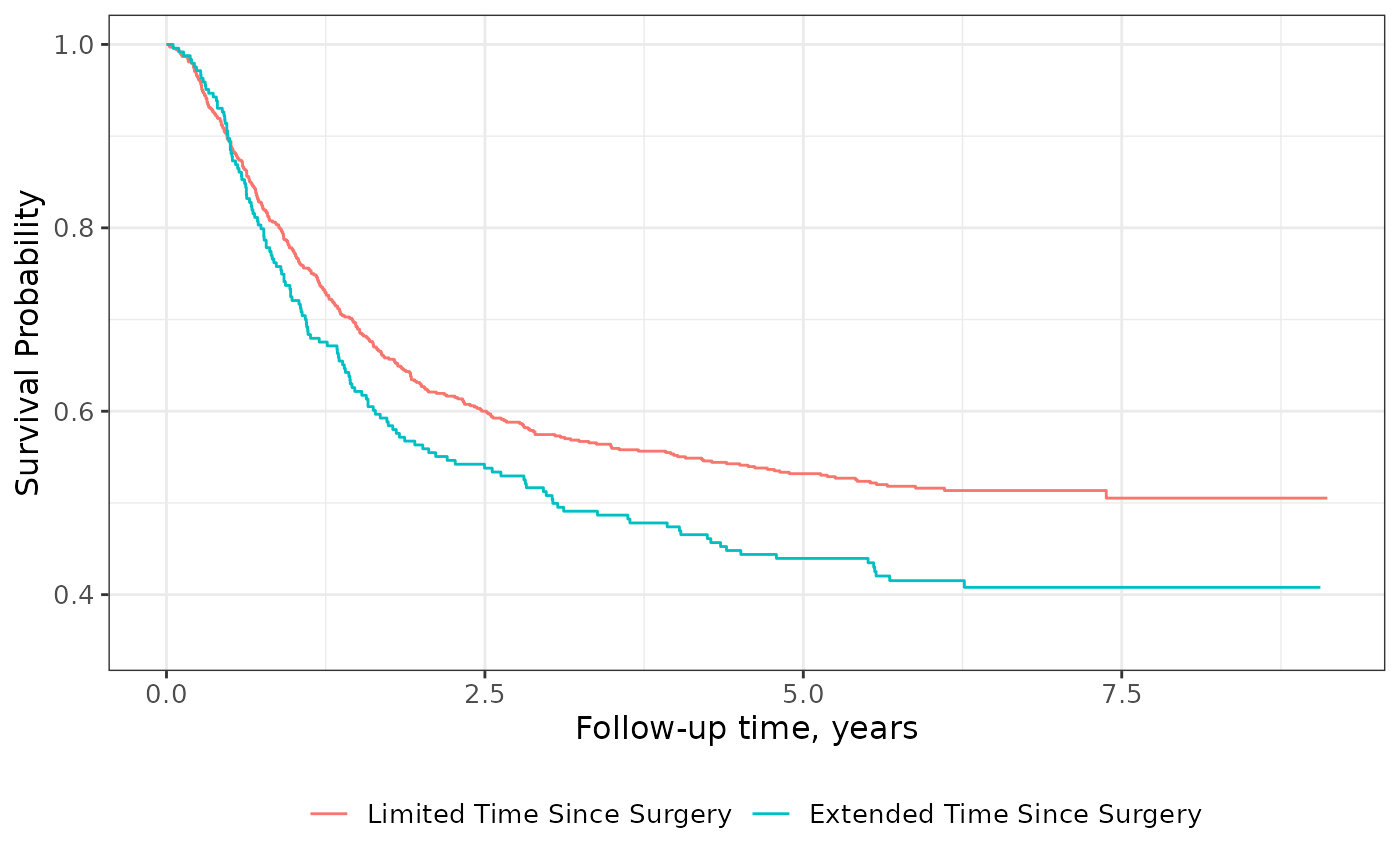 Survival Probability
1.0
0.8
0.6
0.4
0.0 2.5 5.0 7.5
Follow-up time, years
Limited Time Since Surgery Extended Time Since Surgery